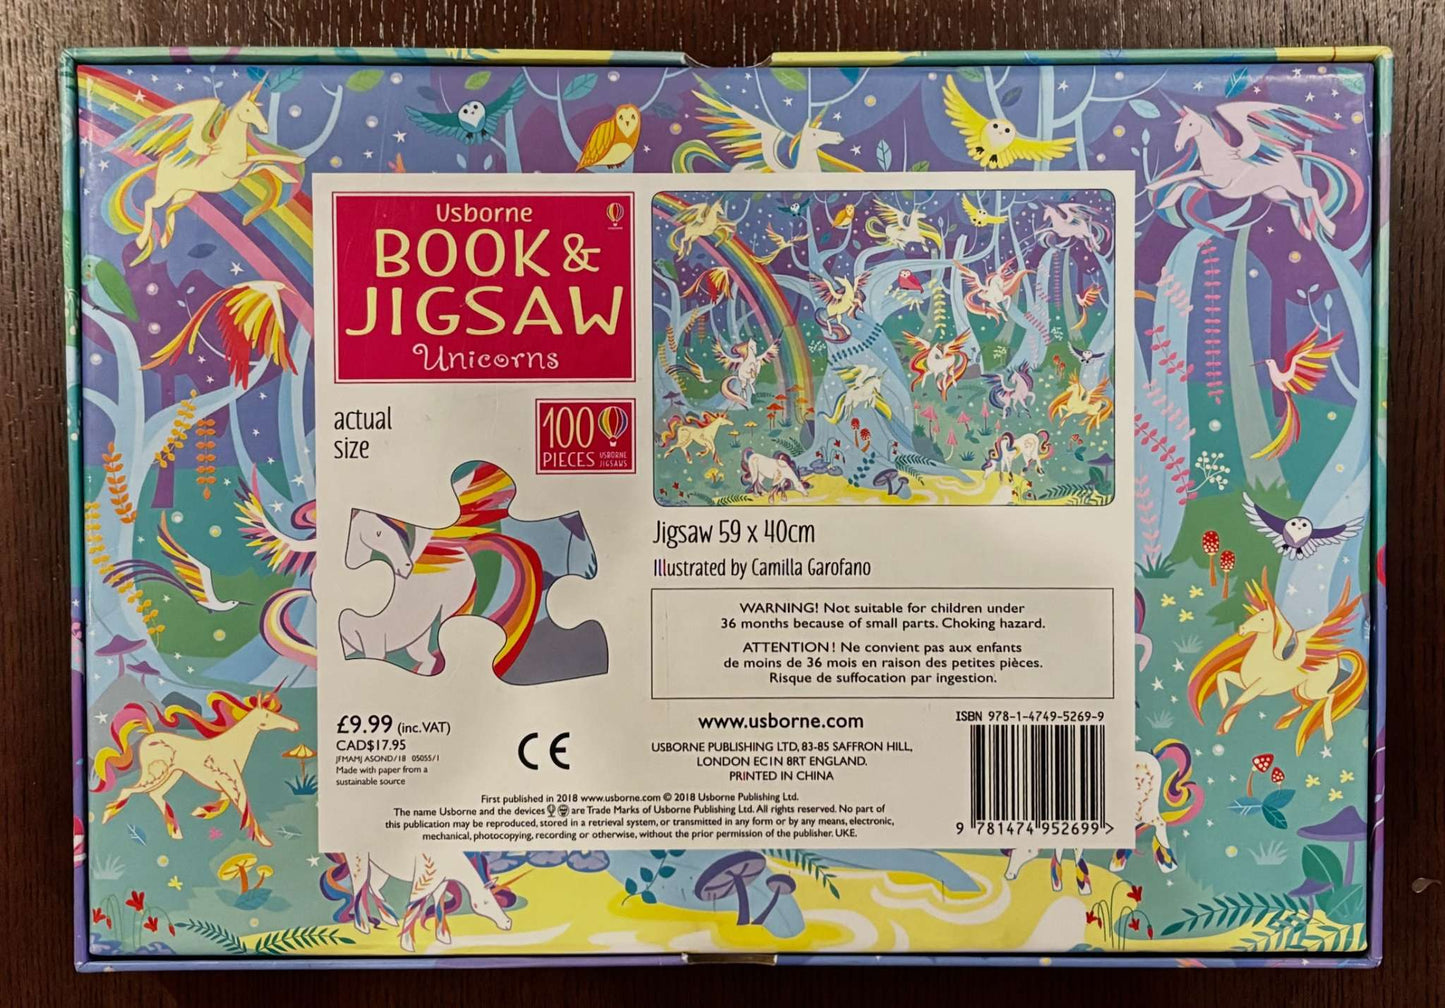 Usborne
BOOK &
JIGSAW
Unicorns
actual
size
100
PIECES
USBORNE
JIGSAWS
Jigsaw 59 x 40cm
Illustrated by Camilla Garofano
WARNING! Not suitable for children under
36 months because of small parts. Choking hazard.
ATTENTION! Ne convient pas aux enfants
de moins de 36 mois en raison des petites pièces.
Risque de suffocation par ingestion.
£9.99 (inc.VAT)
CAD$17.95
JFMAMJ ASOND/18 05055/1
Made with paper from a
sustainable source
CE
www.usborne.com
USBORNE PUBLISHING LTD, 83-85 SAFFRON HILL,
LONDON EC1N 8RT ENGLAND.
PRINTED IN CHINA
ISBN 978-1-4749-5269-9
9 781474 952699 >
First published in 2018 www.usborne.com © 2018 Usborne Publishing Ltd.
The name Usborne and the devices are Trade Marks of Usborne Publishing Ltd. All rights reserved. No part of
this publication may be reproduced, stored in a retrieval system, or transmitted in any form or by any means, electronic,
mechanical, photocopying, recording or otherwise, without the prior permission of the publisher. UKE.